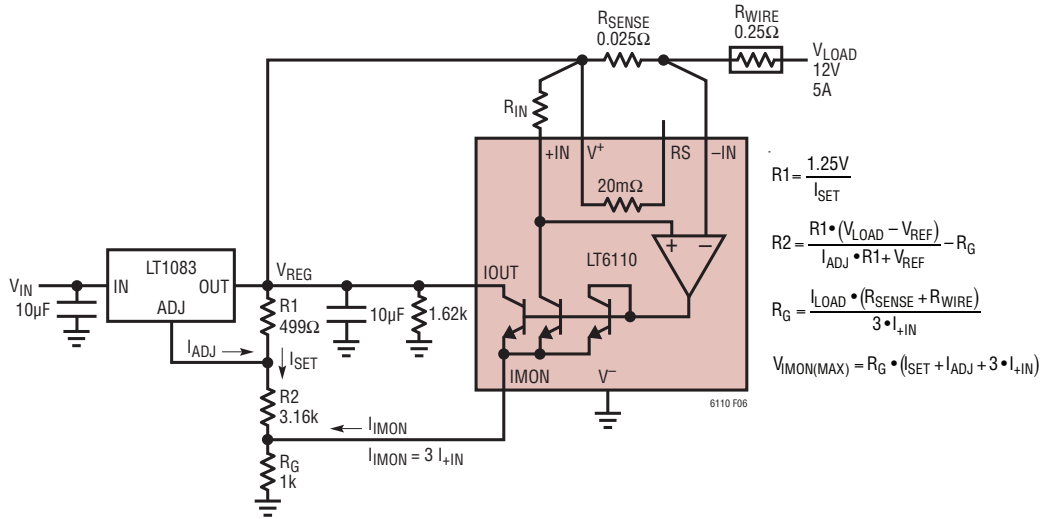 RSENSE
0.025Ω
RWIRE
0.25Ω
VLOAD
12V
5A
RIN
+IN
V+
RS
–IN
20mΩ
+ –
LT6110
IOUT
IMON
V–
6110 F06
VIN
10µF
LT1083
IN
OUT
ADJ
VREG
R1
499Ω
10µF
1.62k
IADJ
ISET
R2
3.16k
IIMON
IIMON = 3 I+IN
RG
1k
R1= 1.25V / ISET
R2= R1•(VLOAD – VREF) / IADJ •R1+ VREF – RG
RG = ILOAD •(RSENSE + RWIRE) / 3•I+IN
VIMON(MAX) = RG •(ISET + IADJ + 3•I+IN)